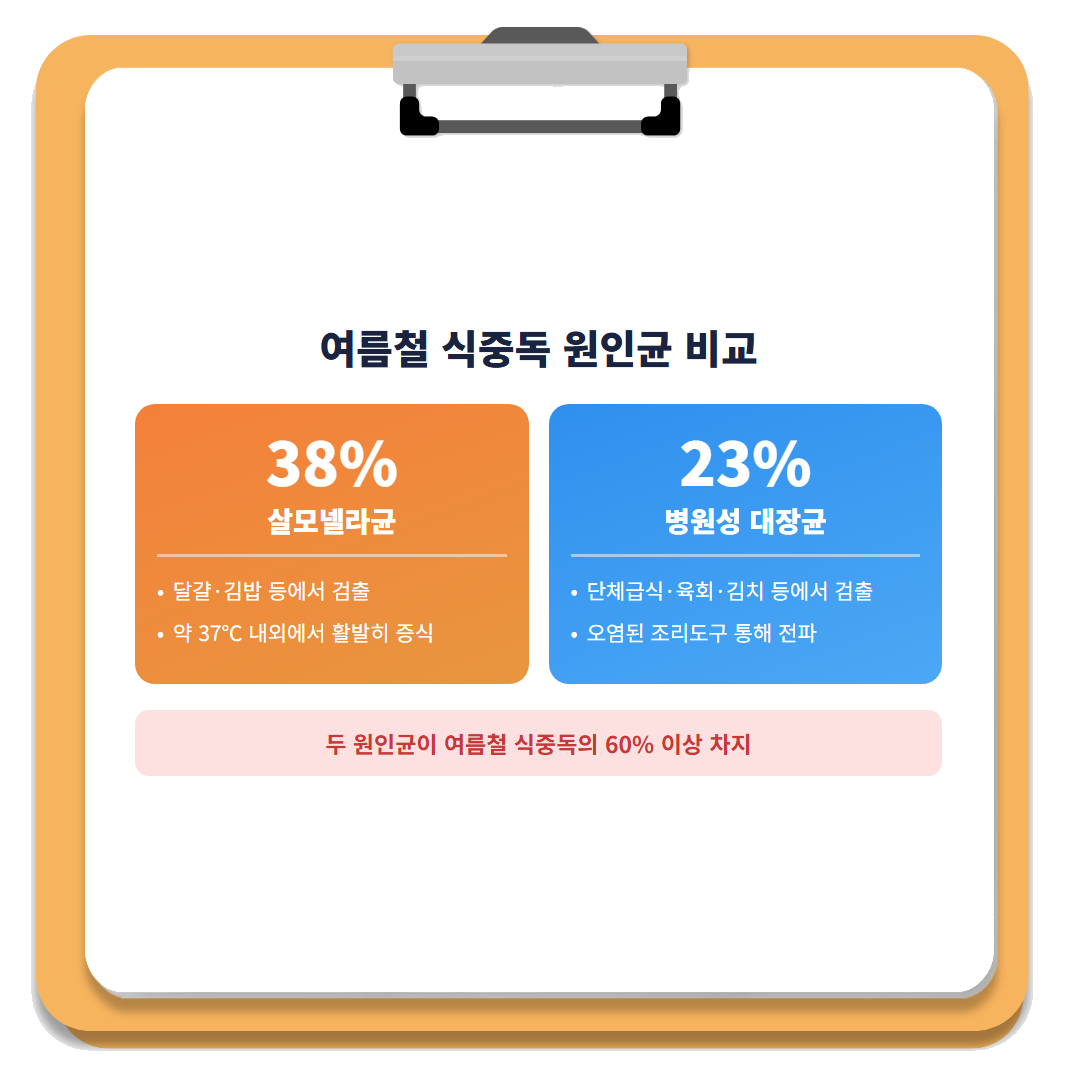 여름철 식중독 원인균 비교
38%
살모넬라균
• 달걀·김밥 등에서 검출
• 약 37℃ 내외에서 활발히 증식
23%
병원성 대장균
• 단체급식·육회·김치 등에서 검출
• 오염된 조리도구 통해 전파
두 원인균이 여름철 식중독의 60% 이상 차지